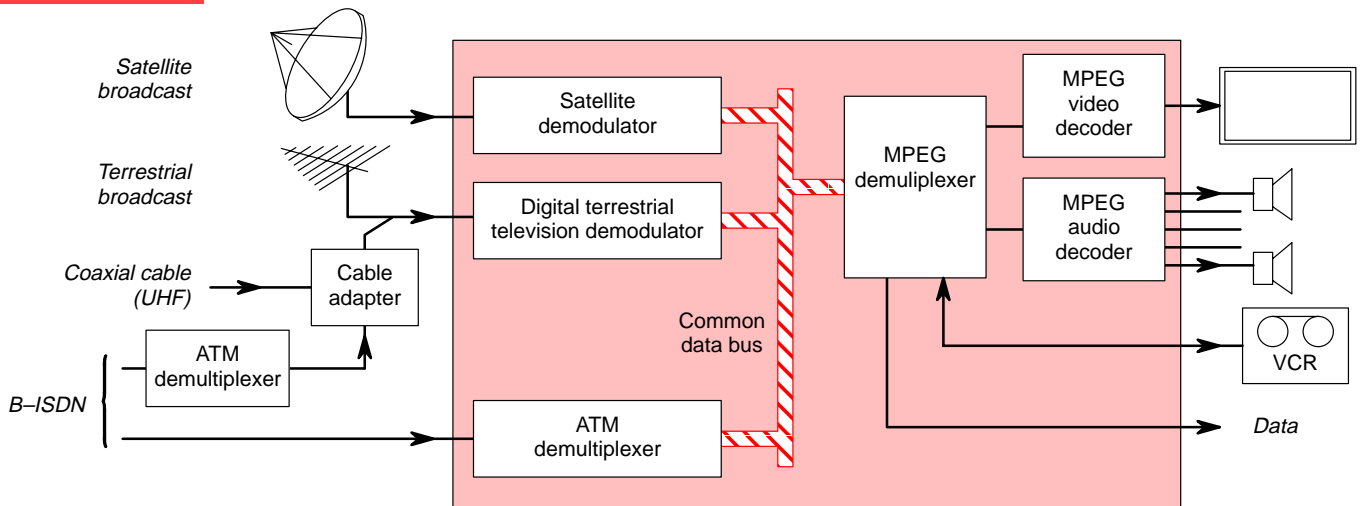 Satellite
broadcast
Satellite
demodulator
MPEG
video
decoder
Terrestrial
broadcast
Digital terrestrial
television demodulator
MPEG
demuliplexer
MPEG
audio
decoder
Coaxial cable
(UHF)
Cable
adapter
Common
data bus
ATM
demultiplexer
VCR
B–ISDN
ATM
demultiplexer
Data